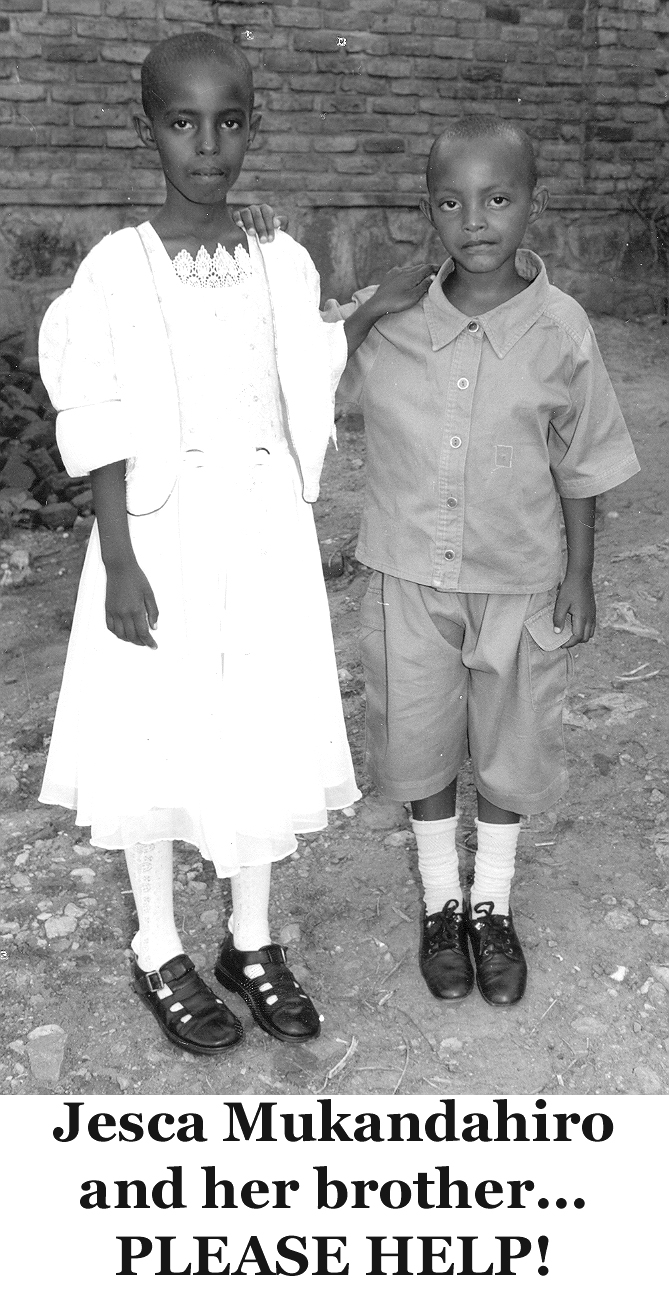 Jesca Mukandahiro
and her brother...
PLEASE HELP!